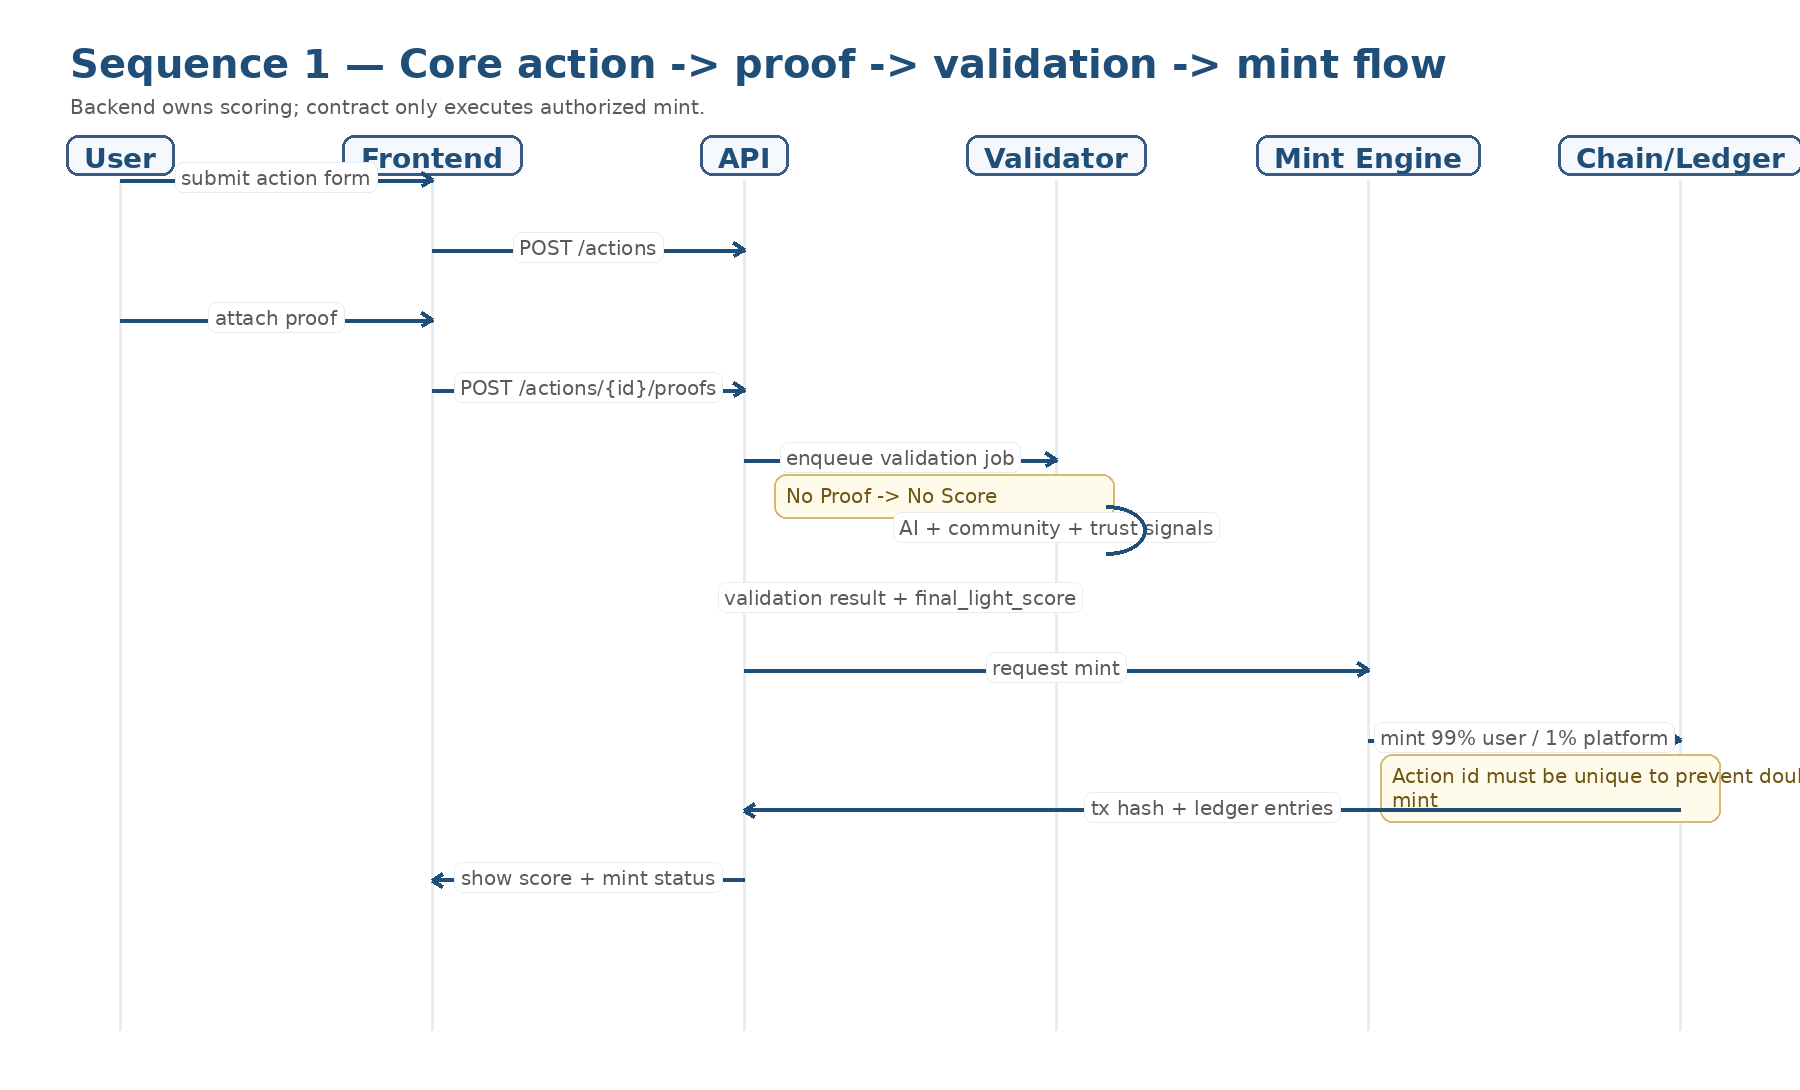 Sequence 1 — Core action -> proof -> validation -> mint flow
Backend owns scoring; contract only executes authorized mint.
User
Frontend
API
Validator
Mint Engine
Chain/Ledger
submit action form
POST /actions
attach proof
POST /actions/{id}/proofs
enqueue validation job
No Proof -> No Score
AI + community + trust signals
validation result + final_light_score
request mint
mint 99% user / 1% platform
Action id must be unique to prevent
mint
tx hash + ledger entries
show score + mint status